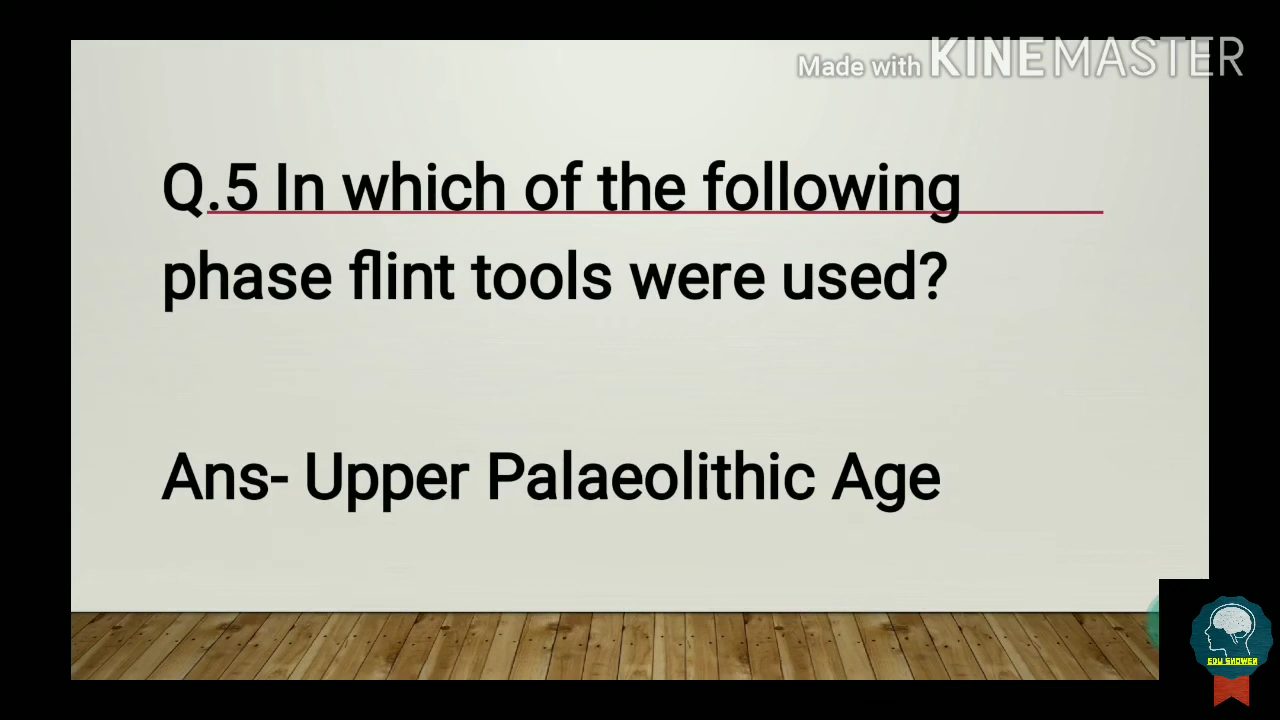 Made with KINEMASTER
Q.5 In which of the following
phase flint tools were used?
Ans- Upper Palaeolithic Age
EDU SHOWER